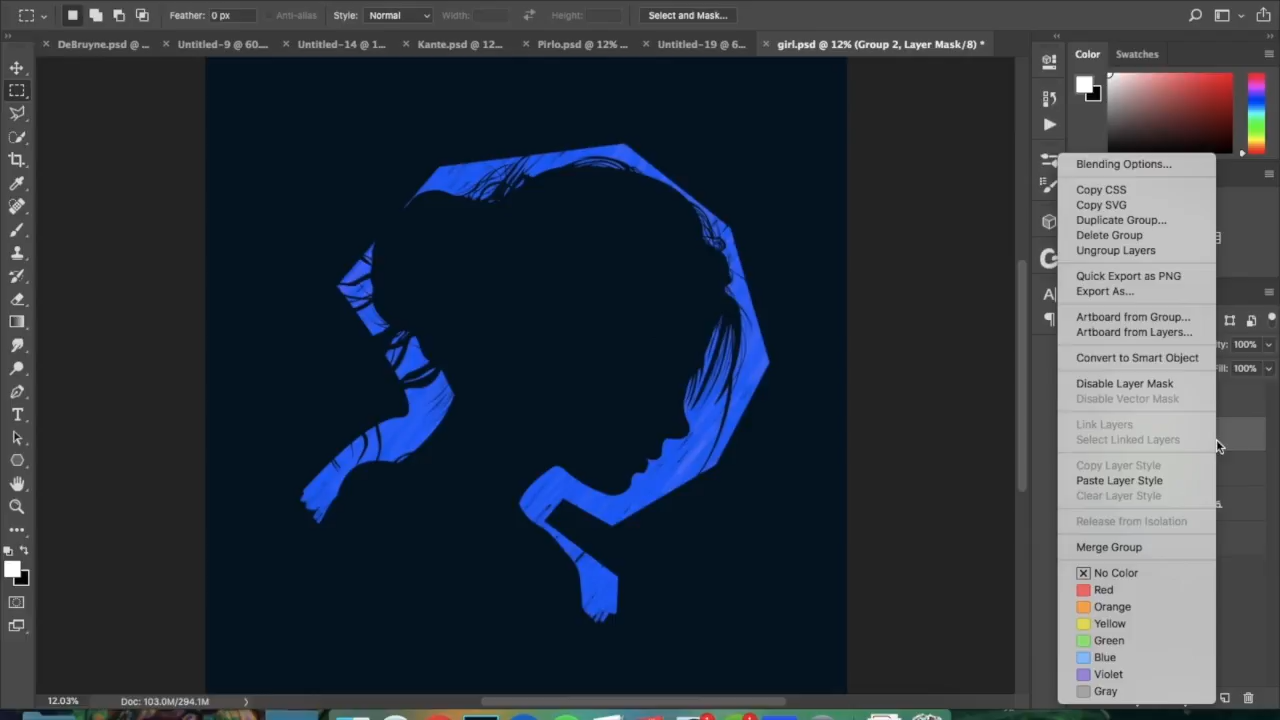 Feather: 0 px Anti-alias Style: Normal Width: Height: Select and Mask...
DeBruyne.psd @ ... Untitled-9 @ 60.... Untitled-14 @ 1... Kante.psd @ 12... Pirlo.psd @ 12% ... Untitled-19 @ 6... girl.psd @ 12% (Group 2, Layer Mask/8) *
Color Swatches
Blending Options...
Copy CSS
Copy SVG
Duplicate Group...
Delete Group
Ungroup Layers
Quick Export as PNG
Export As...
Artboard from Group...
Artboard from Layers...
ty: 100%
Convert to Smart Object
Fill: 100%
Disable Layer Mask
Disable Vector Mask
Link Layers
Select Linked Layers
Copy Layer Style
Paste Layer Style
Clear Layer Style
Release from Isolation
Merge Group
No Color
Red
Orange
Yellow
Green
Blue
Violet
Gray
12.03% Doc: 103.0M/294.1M